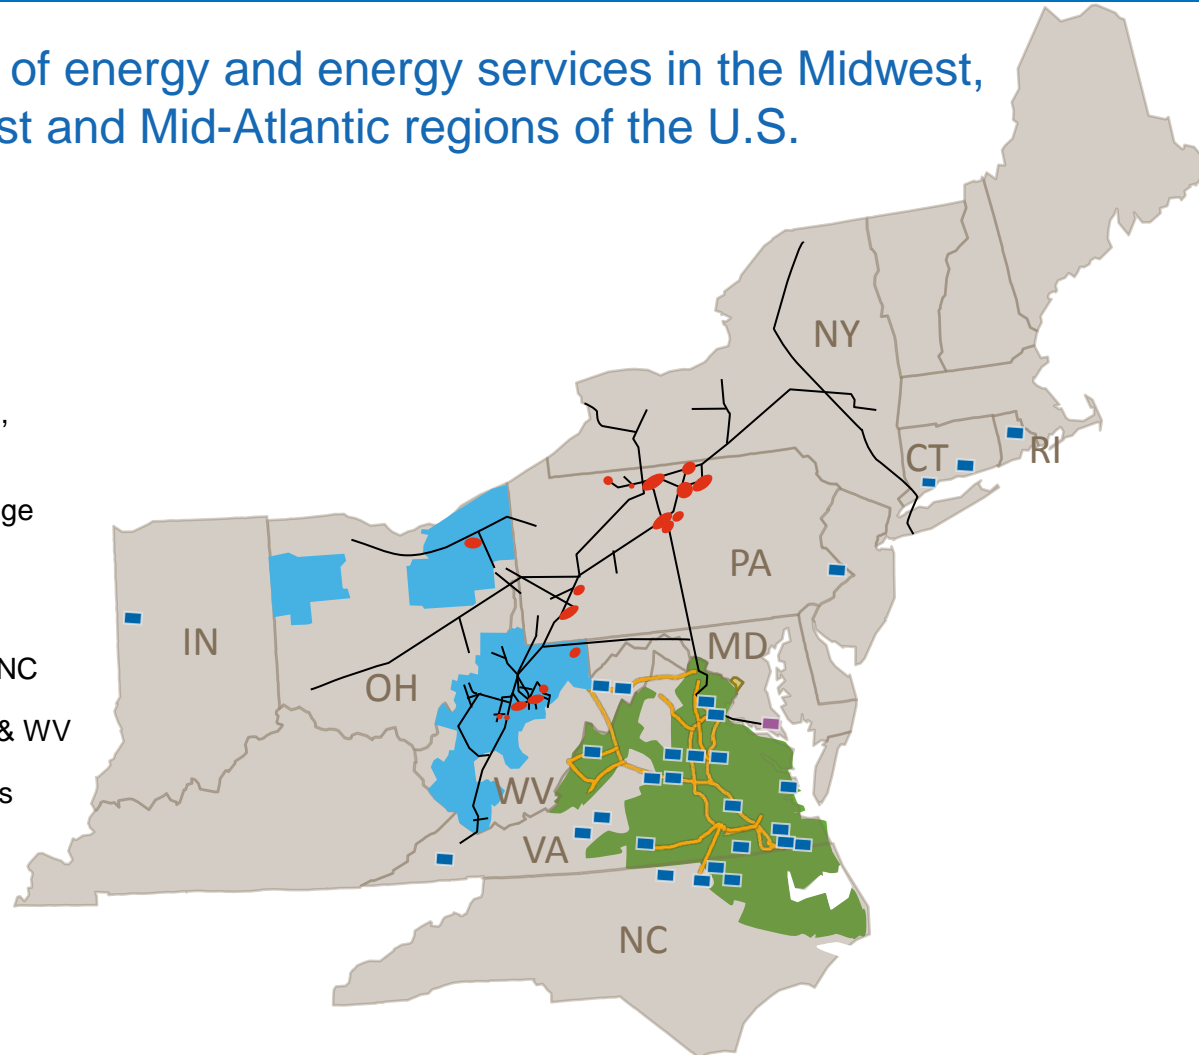 of energy and energy services in the Midwest,
st and Mid-Atlantic regions of the U.S.
NY
,
CT
RI
ge
PA
IN
MD
NC
OH
& WV
s
WV
VA
NC